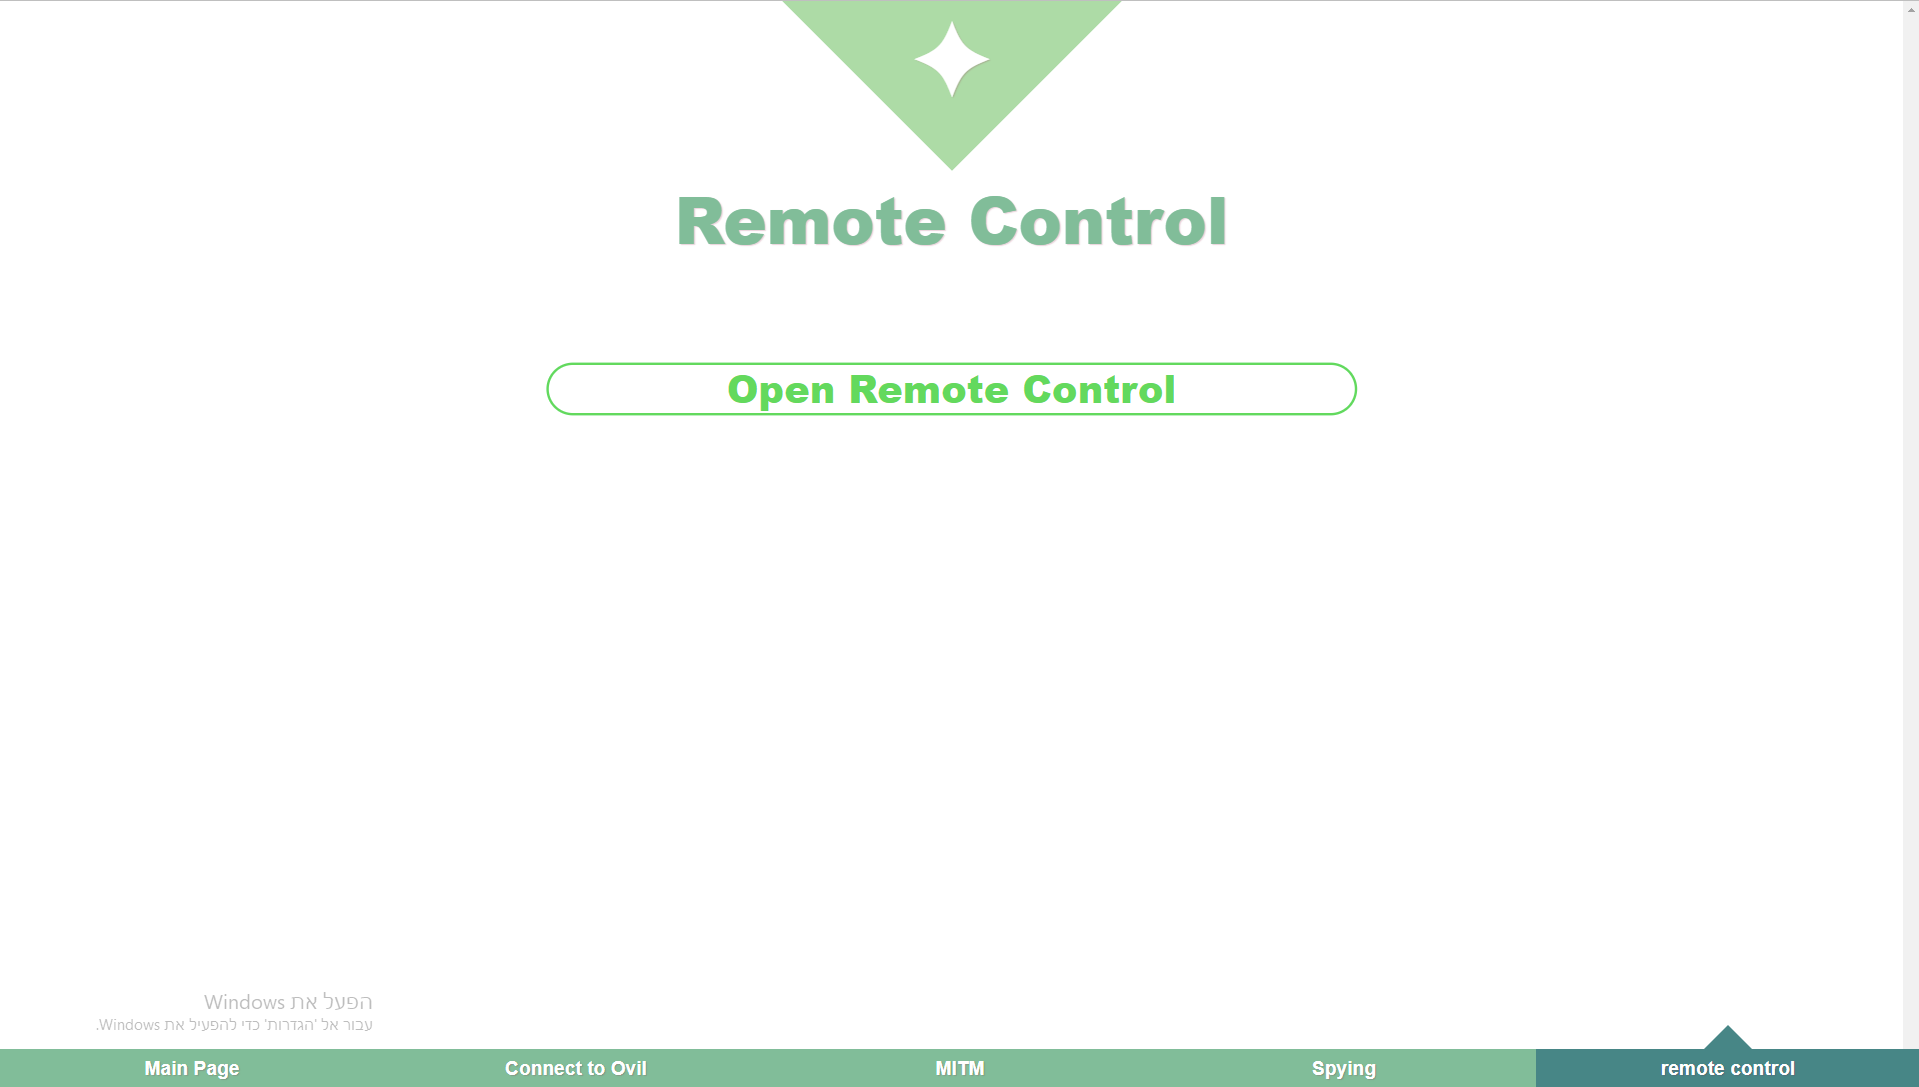 Remote Control
Open Remote Control
הפעל את Windows
עבור אל 'הגדרות' כדי להפעיל את Windows.
Main Page
Connect to Ovil
MITM
Spying
remote control